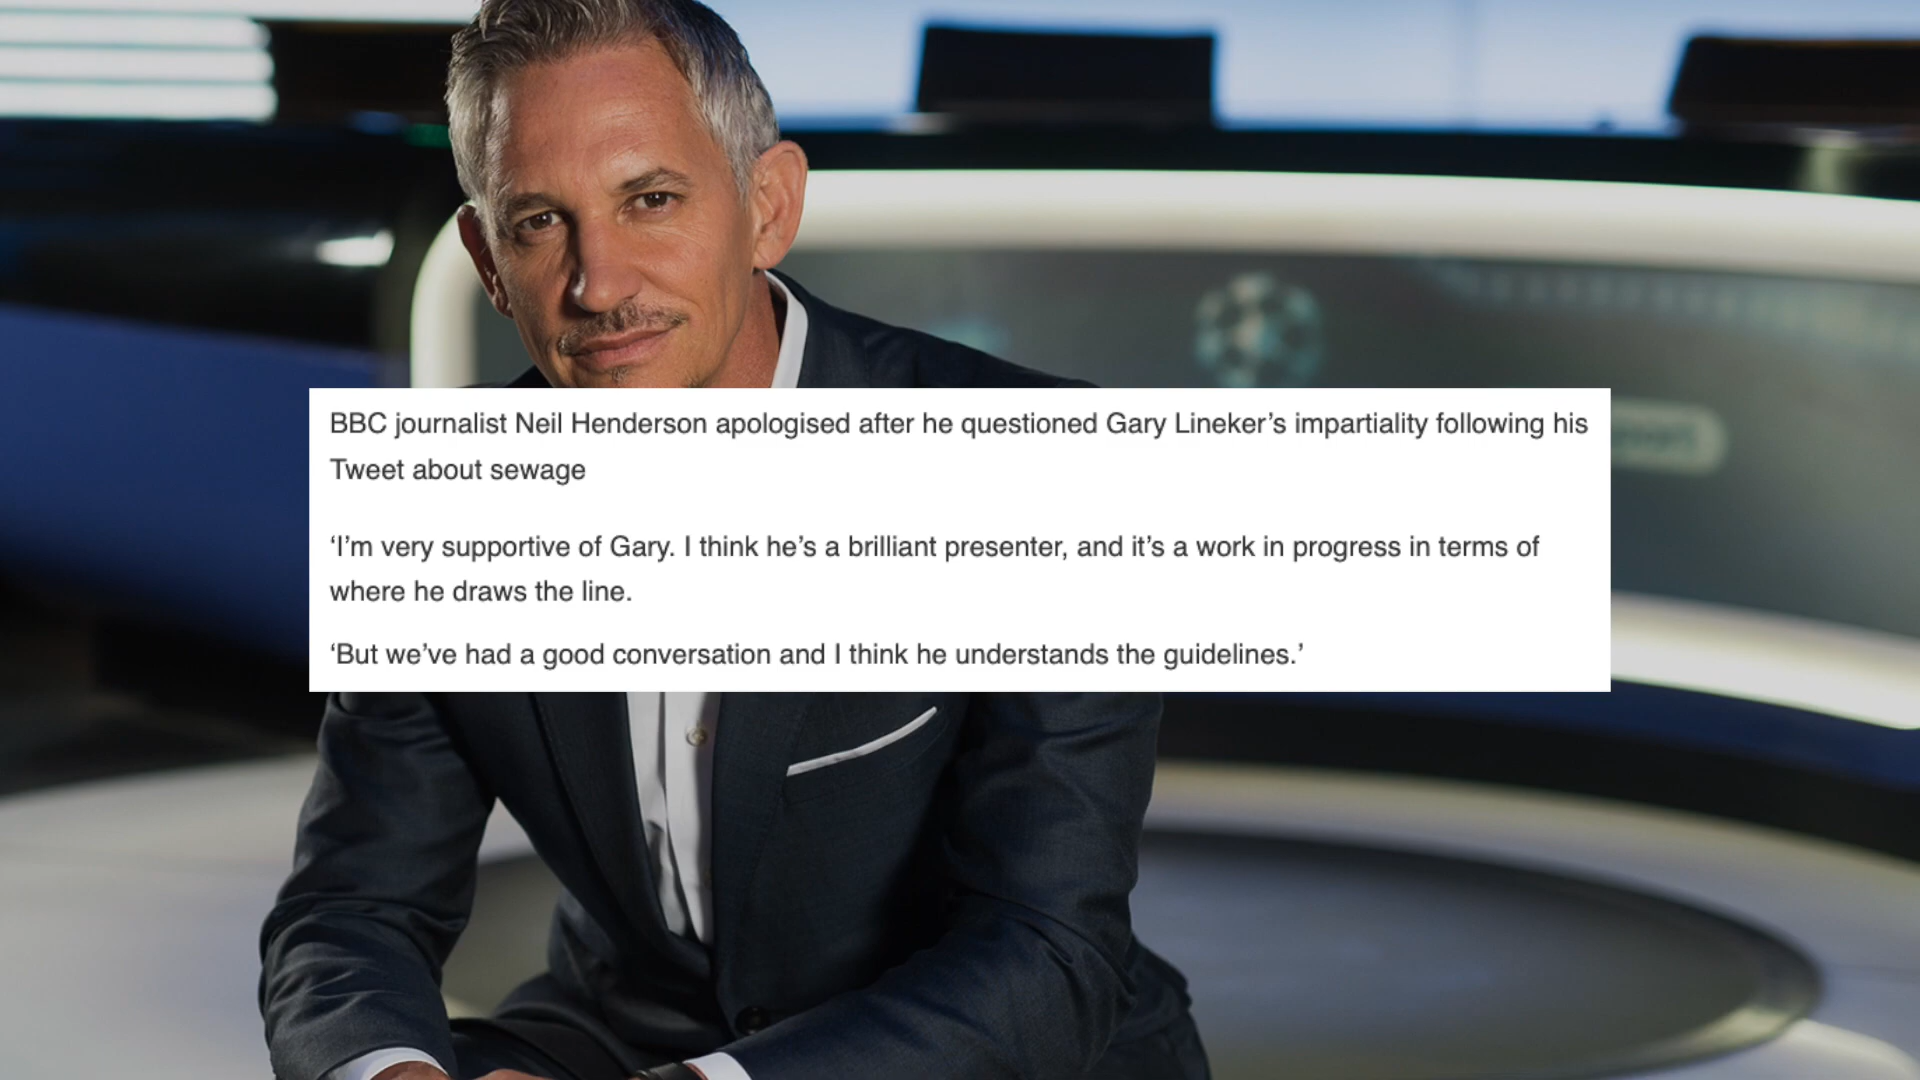 BBC journalist Neil Henderson apologised after he questioned Gary Lineker’s impartiality following his
Tweet about sewage
‘I’m very supportive of Gary. I think he’s a brilliant presenter, and it’s a work in progress in terms of
where he draws the line.
‘But we’ve had a good conversation and I think he understands the guidelines.’